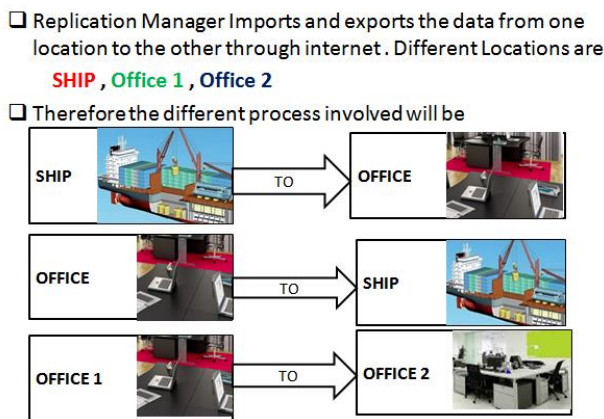 Replication Manager Imports and exports the data from one
location to the other through internet . Different Locations are
SHIP , Office 1 , Office 2
Therefore the different process involved will be
SHIP
TO
OFFICE
OFFICE
TO
SHIP
OFFICE 1
TO
OFFICE 2